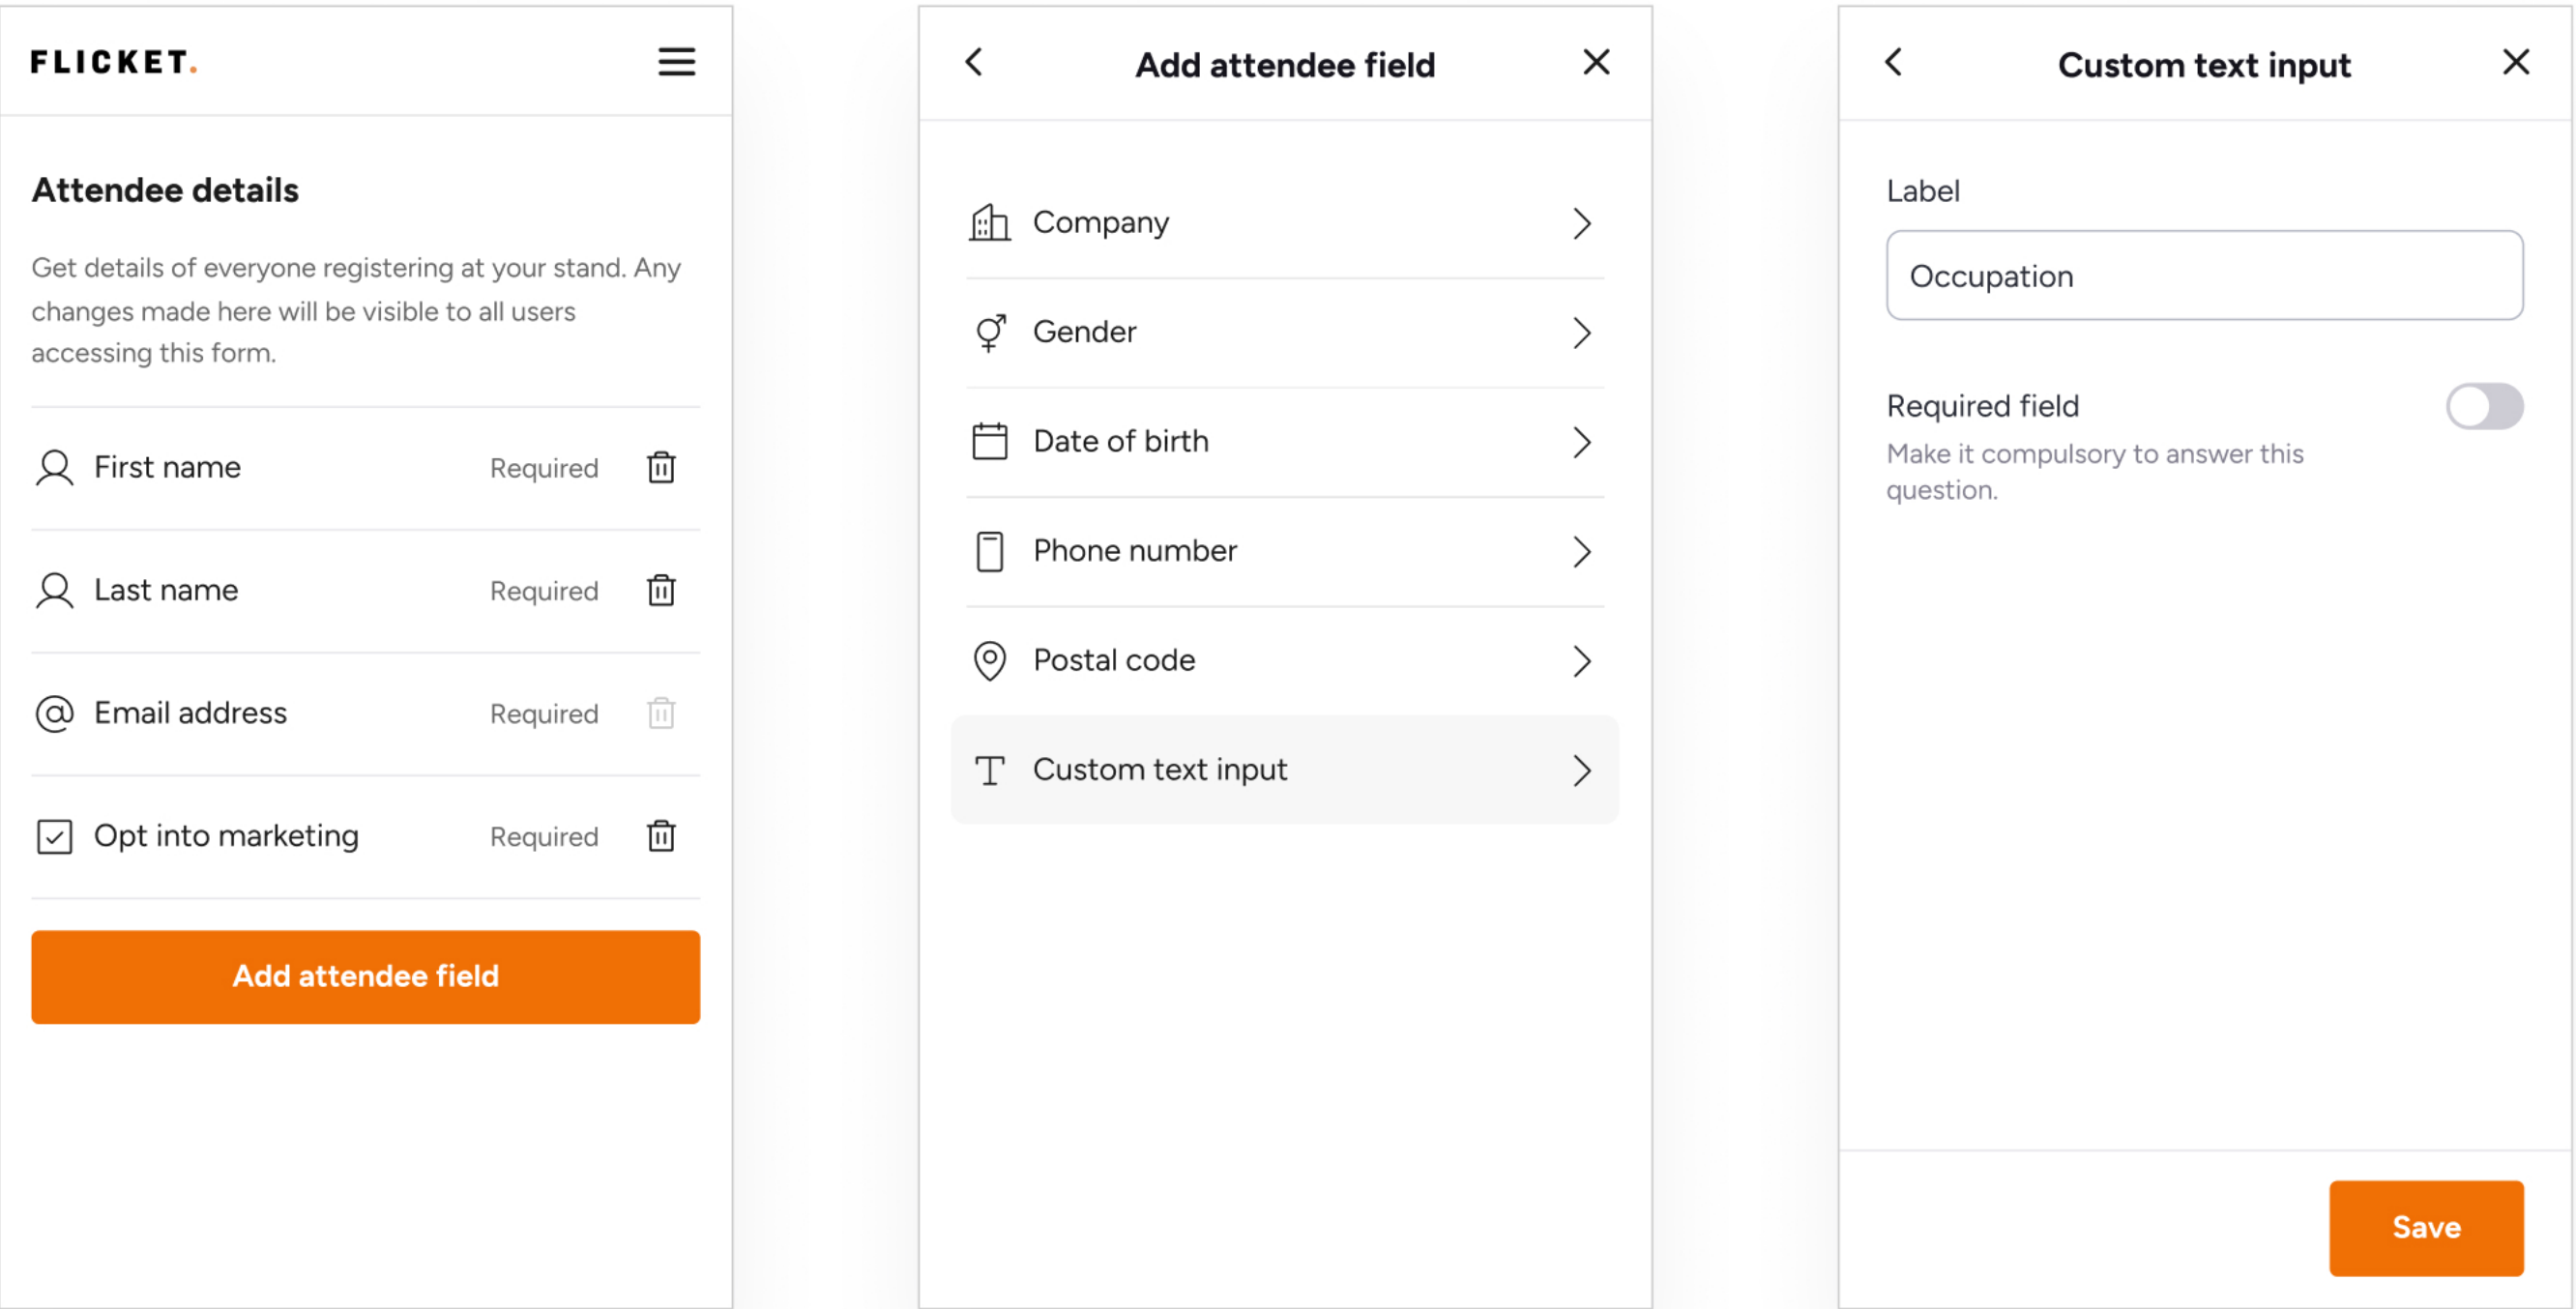 FLICKET.
Attendee details
Get details of everyone registering at your stand. Any
changes made here will be visible to all users
accessing this form.
First name Required
Last name Required
Email address Required
Opt into marketing Required
Add attendee field
Add attendee field
Company
Gender
Date of birth
Phone number
Postal code
Custom text input
Custom text input
Label
Occupation
Required field
Make it compulsory to answer this
question.
Save